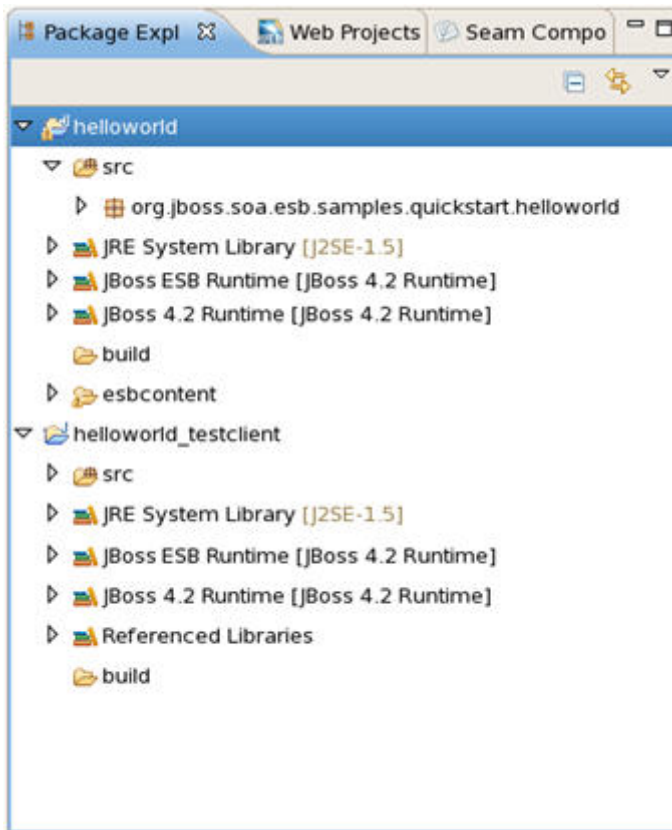 Package Expl Web Projects Seam Compo
helloworld
src
org.jboss.soa.esb.samples.quickstart.helloworld
JRE System Library [J2SE-1.5]
JBoss ESB Runtime [JBoss 4.2 Runtime]
JBoss 4.2 Runtime [JBoss 4.2 Runtime]
build
esbcontent
helloworld_testclient
src
JRE System Library [J2SE-1.5]
JBoss ESB Runtime [JBoss 4.2 Runtime]
JBoss 4.2 Runtime [JBoss 4.2 Runtime]
Referenced Libraries
build